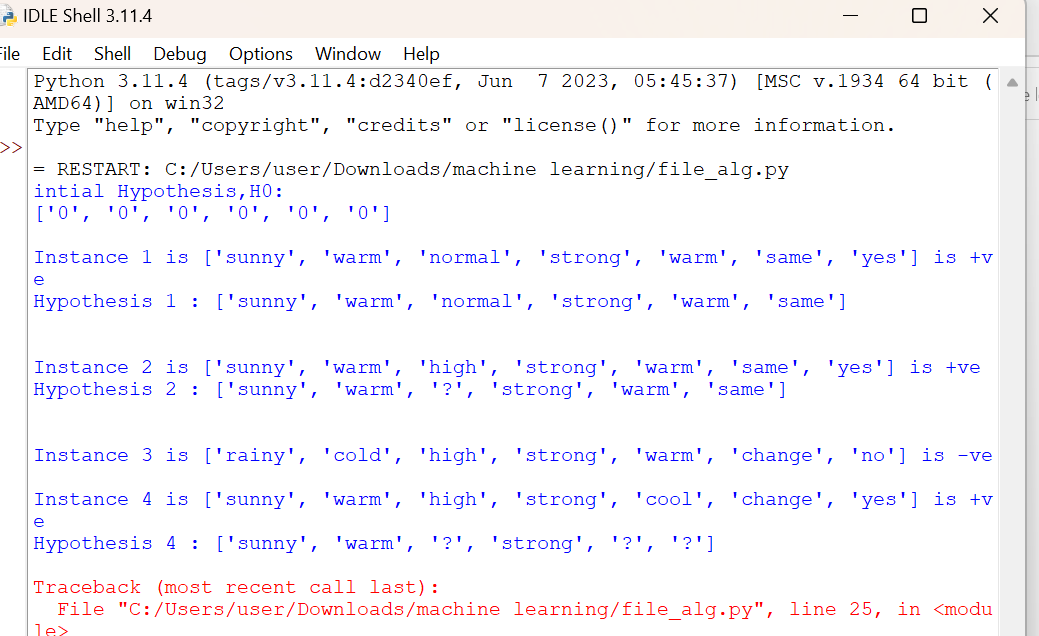 IDLE Shell 3.11.4
File Edit Shell Debug Options Window Help
Python 3.11.4 (tags/v3.11.4:d2340ef, Jun  7 2023, 05:45:37) [MSC v.1934 64 bit (
AMD64)] on win32
Type "help", "copyright", "credits" or "license()" for more information.
>>
= RESTART: C:/Users/user/Downloads/machine learning/file_alg.py
intial Hypothesis,H0:
['0', '0', '0', '0', '0', '0']
Instance 1 is ['sunny', 'warm', 'normal', 'strong', 'warm', 'same', 'yes'] is +v
e
Hypothesis 1 : ['sunny', 'warm', 'normal', 'strong', 'warm', 'same']
Instance 2 is ['sunny', 'warm', 'high', 'strong', 'warm', 'same', 'yes'] is +ve
Hypothesis 2 : ['sunny', 'warm', '?', 'strong', 'warm', 'same']
Instance 3 is ['rainy', 'cold', 'high', 'strong', 'warm', 'change', 'no'] is -ve
Instance 4 is ['sunny', 'warm', 'high', 'strong', 'cool', 'change', 'yes'] is +v
e
Hypothesis 4 : ['sunny', 'warm', '?', 'strong', '?', '?']
Traceback (most recent call last):
  File "C:/Users/user/Downloads/machine learning/file_alg.py", line 25, in <modu
le>